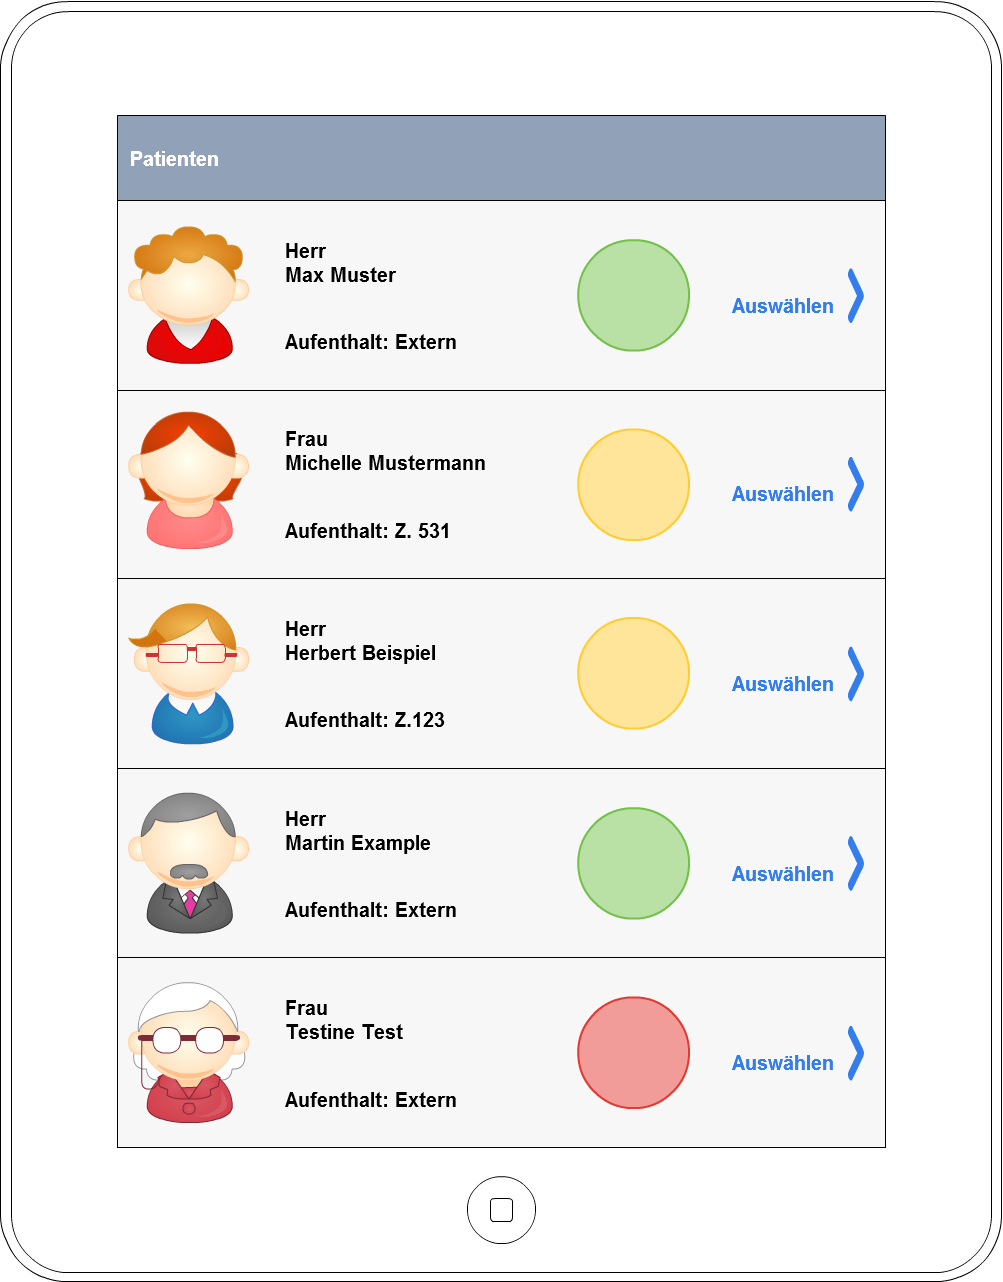 Patienten
Herr
Max Muster
Aufenthalt: Extern
Auswählen
Frau
Michelle Mustermann
Aufenthalt: Z. 531
Auswählen
Herr
Herbert Beispiel
Aufenthalt: Z.123
Auswählen
Herr
Martin Example
Aufenthalt: Extern
Auswählen
Frau
Testine Test
Aufenthalt: Extern
Auswählen